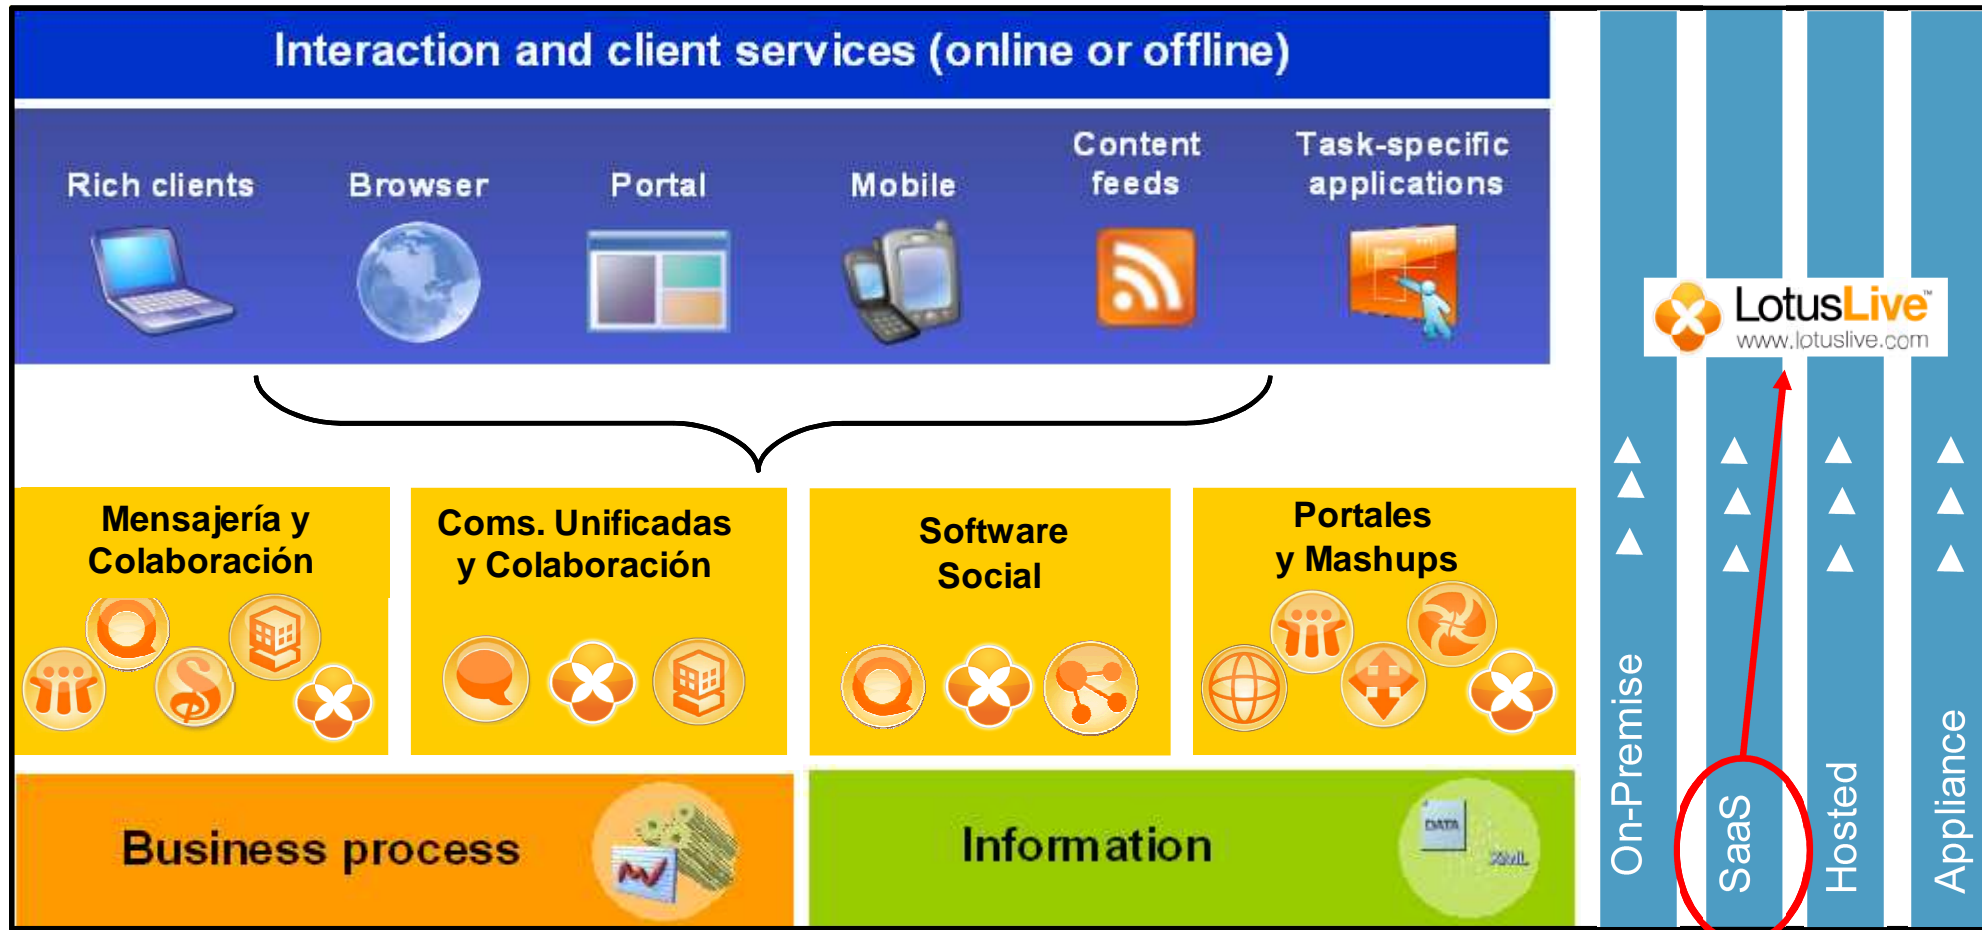 Interaction and client services (online or offline)
Rich clients
Browser
Portal
Mobile
Content
feeds
Task-specific
applications
LotusLive™
www.lotuslive.com
Mensajería y
Colaboración
Coms. Unificadas
y Colaboración
Software
Social
Portales
y Mashups
Business process
Information
DATA
XML
On-Premise
SaaS
Hosted
Appliance